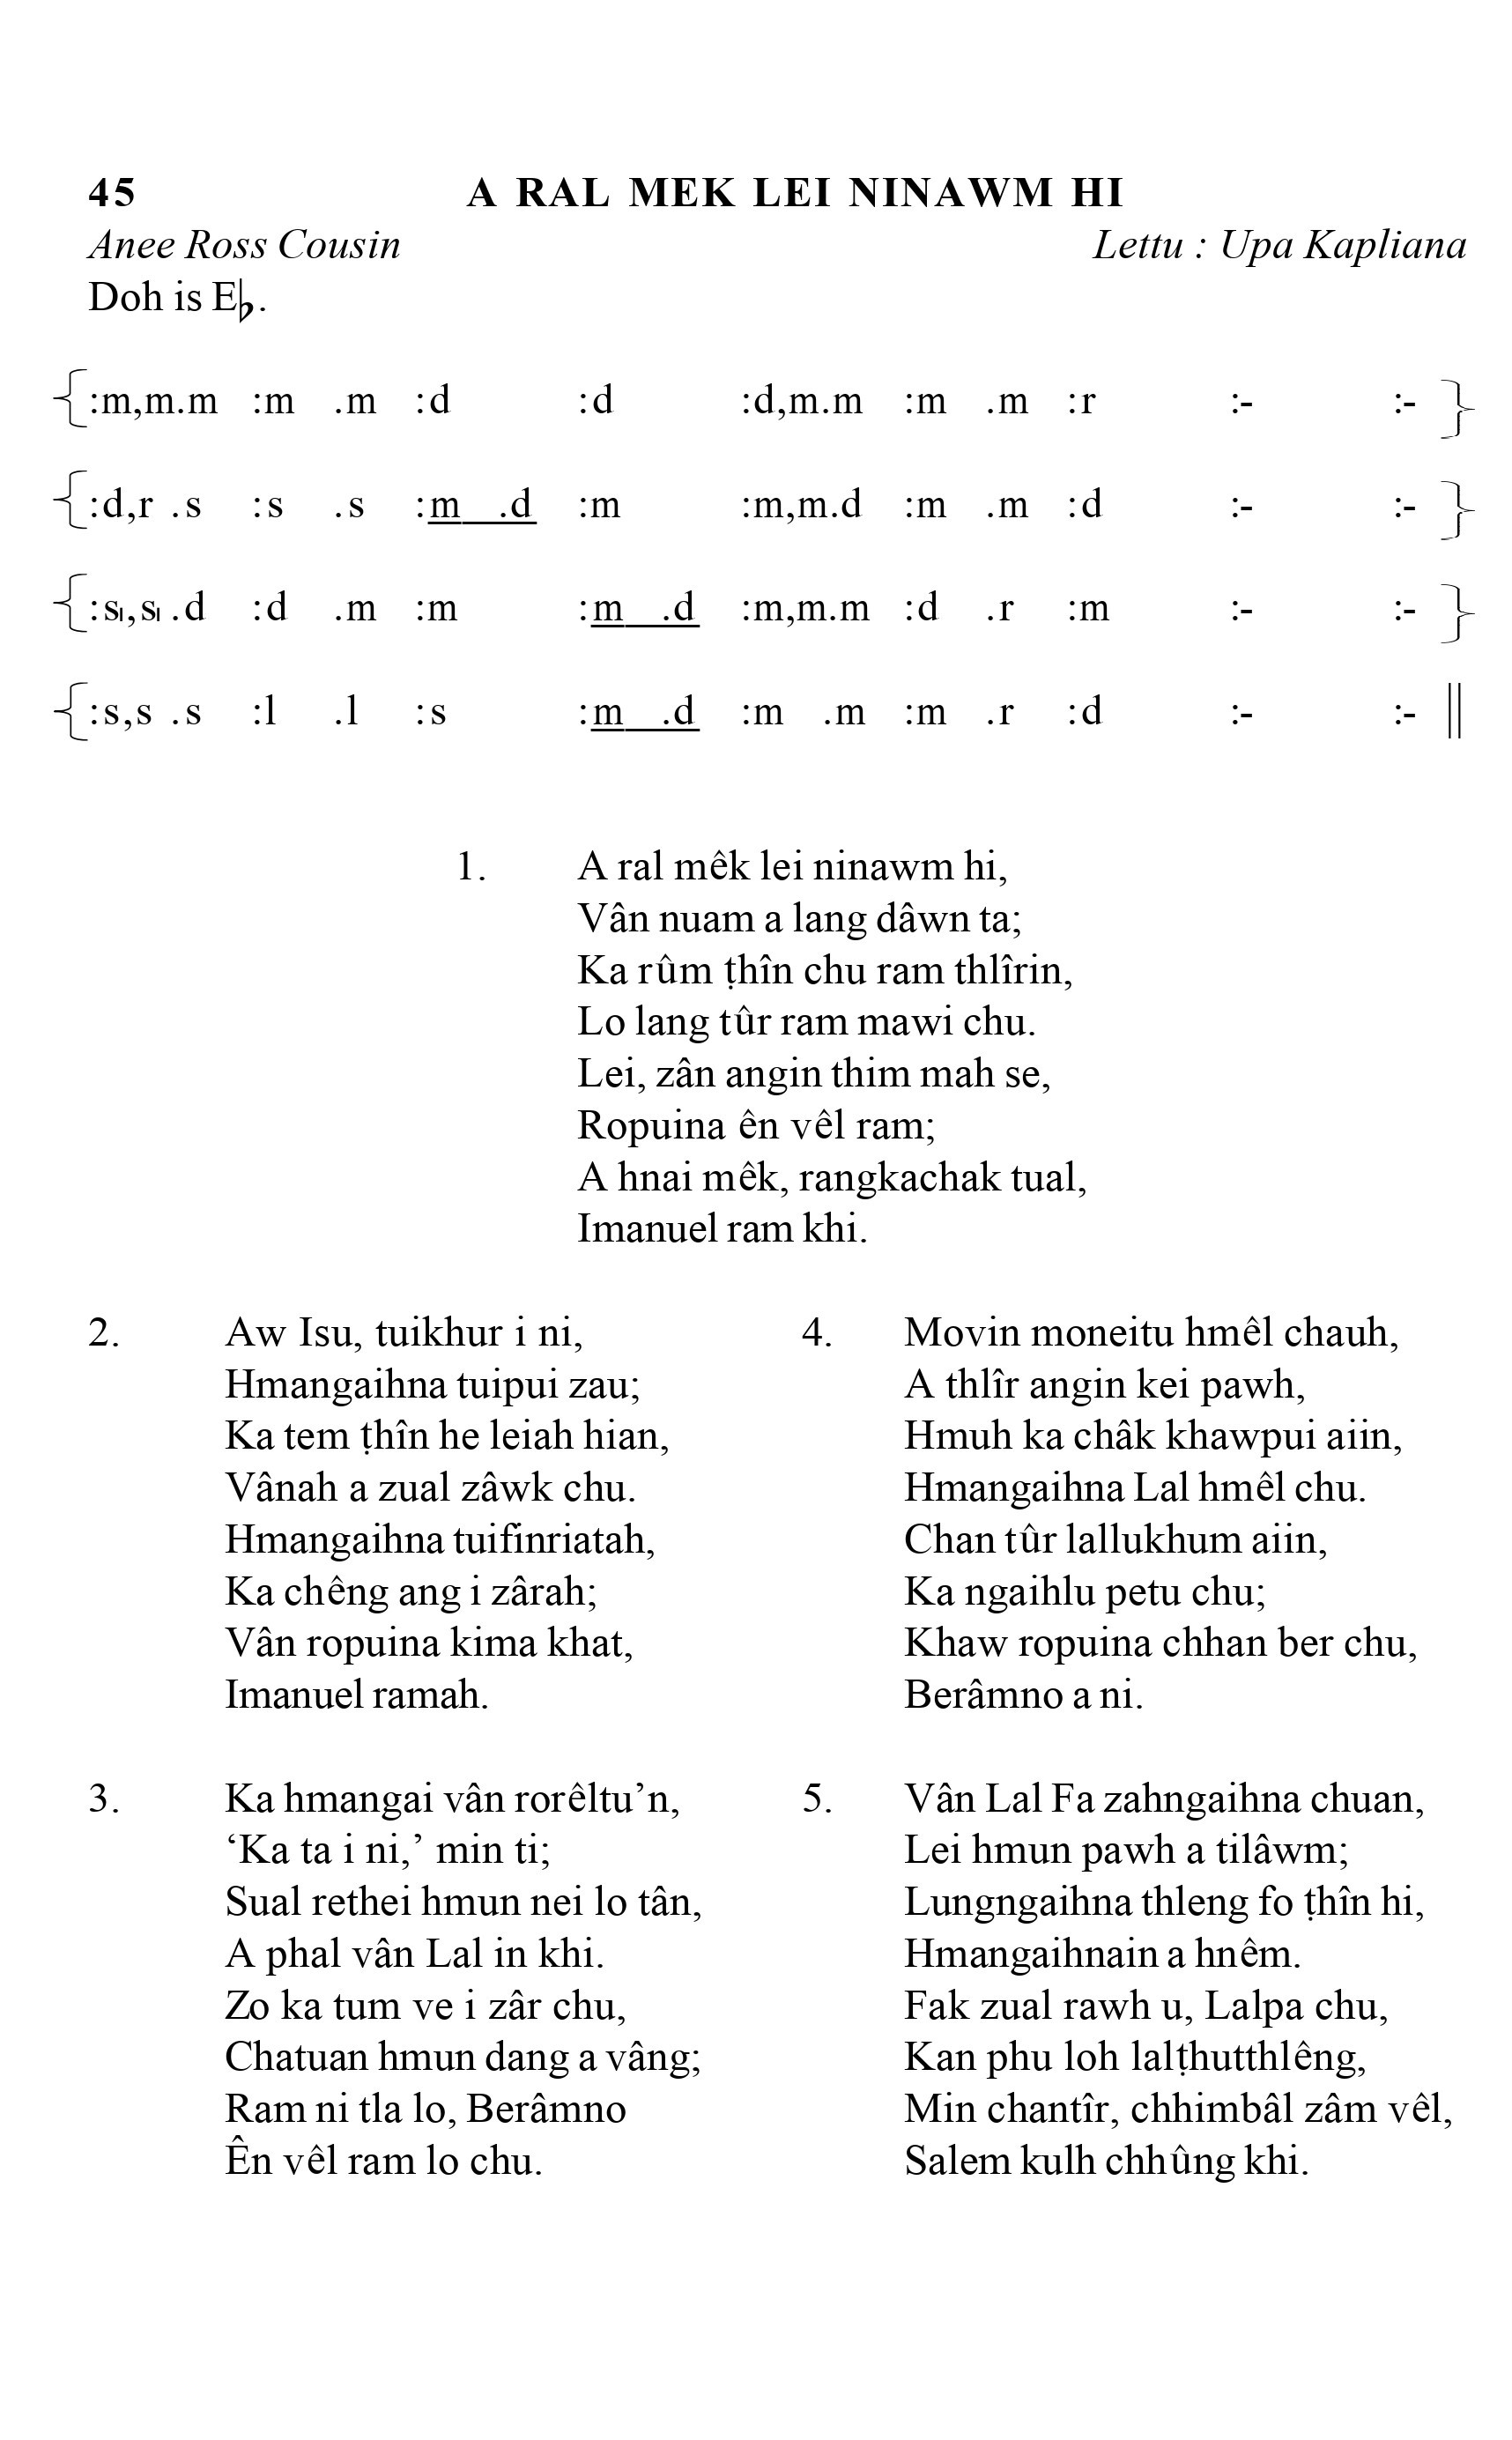 45 A RAL MEK LEI NINAWM HI
Anee Ross Cousin Lettu : Upa Kapliana
Doh is E♭.
{:m,m.m :m .m :d :d :d,m.m :m .m :r :- :- }
{:d,r .s :s .s :m .d :m :m,m.d :m .m :d :- :- }
{:s₁,s₁ .d :d .m :m :m .d :m,m.m :d .r :m :- :- }
{:s,s .s :l .l :s :m .d :m .m :m .r :d :- :- ||
1. A ral mêk lei ninawm hi,
Vân nuam a lang dâwn ta;
Ka rûm ṭhîn chu ram thlîrin,
Lo lang tûr ram mawi chu.
Lei, zân angin thim mah se,
Ropuina ên vêl ram;
A hnai mêk, rangkachak tual,
Imanuel ram khi.
2. Aw Isu, tuikhur i ni,
Hmangaihna tuipui zau;
Ka tem ṭhîn he leiah hian,
Vânah a zual zâwk chu.
Hmangaihna tuifinriatah,
Ka chêng ang i zârah;
Vân ropuina kima khat,
Imanuel ramah.
3. Ka hmangai vân rorêltu’n,
‘Ka ta i ni,’ min ti;
Sual rethei hmun nei lo tân,
A phal vân Lal in khi.
Zo ka tum ve i zâr chu,
Chatuan hmun dang a vâng;
Ram ni tla lo, Berâmno
Ên vêl ram lo chu.
4. Movin moneitu hmêl chauh,
A thlîr angin kei pawh,
Hmuh ka châk khawpui aiin,
Hmangaihna Lal hmêl chu.
Chan tûr lallukhum aiin,
Ka ngaihlu petu chu;
Khaw ropuina chhan ber chu,
Berâmno a ni.
5. Vân Lal Fa zahngaihna chuan,
Lei hmun pawh a tilâwm;
Lungngaihna thleng fo ṭhîn hi,
Hmangaihnain a hnêm.
Fak zual rawh u, Lalpa chu,
Kan phu loh lalṭhutthlêng,
Min chantîr, chhimbâl zâm vêl,
Salem kulh chhûng khi.